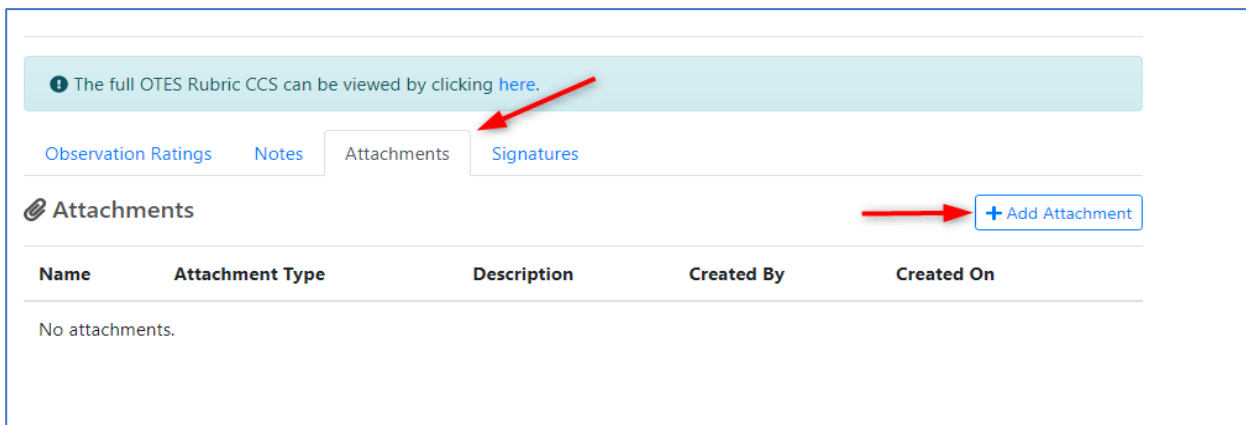 The full OTES Rubric CCS can be viewed by clicking here.
Observation Ratings Notes Attachments Signatures
Attachments + Add Attachment
Name Attachment Type Description Created By Created On
No attachments.